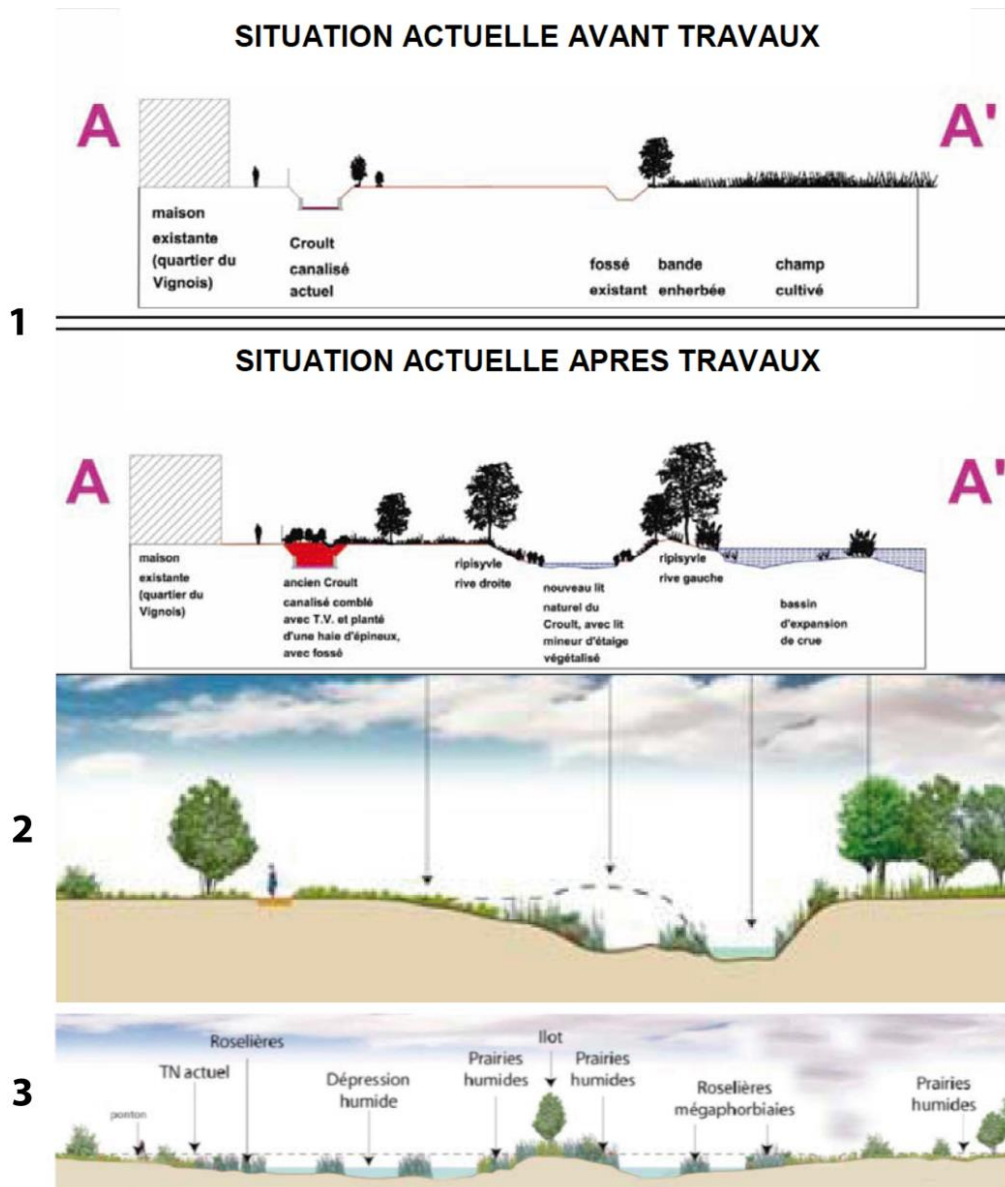 SITUATION ACTUELLE AVANT TRAVAUX
A
A'
maison
existante
(quartier du
Vignois)
Croult
canalisé
actuel
fossé
existant
bande
enherbée
champ
cultivé
1
SITUATION ACTUELLE APRES TRAVAUX
A
A'
maison
existante
(quartier du
Vignois)
ancien Croult
canalisé comblé
avec T.V. et planté
d'une haie d'épineux,
avec fossé
ripisyvle
rive droite
nouveau lit
naturel du
Croult, avec lit
mineur d'étaige
végétalisé
ripisyvle
rive gauche
bassin
d'expansion
de crue
2
3
ponton
TN actuel
Roselières
Dépression
humide
Prairies
humides
Ilot
Prairies
humides
Roselières
mégaphorbiaies
Prairies
humides